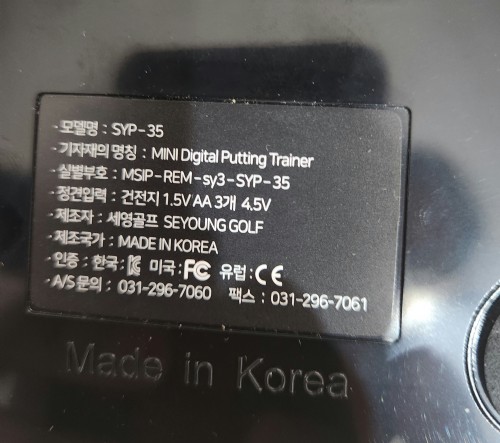 · 모델명 : SYP-35
· 기자재의 명칭 : MINI Digital Putting Trainer
· 식별부호 : MSIP-REM-sy3-SYP-35
· 정격입력 : 건전지 1.5V AA 3개 4.5V
· 제조자 : 세영골프 SEYOUNG GOLF
· 제조국가 : MADE IN KOREA
· 인증 : 한국 : 미국 : FC 유럽 : CE
· A/S 문의 : 031-296-7060 팩스 : 031-296-7061
Made in Korea